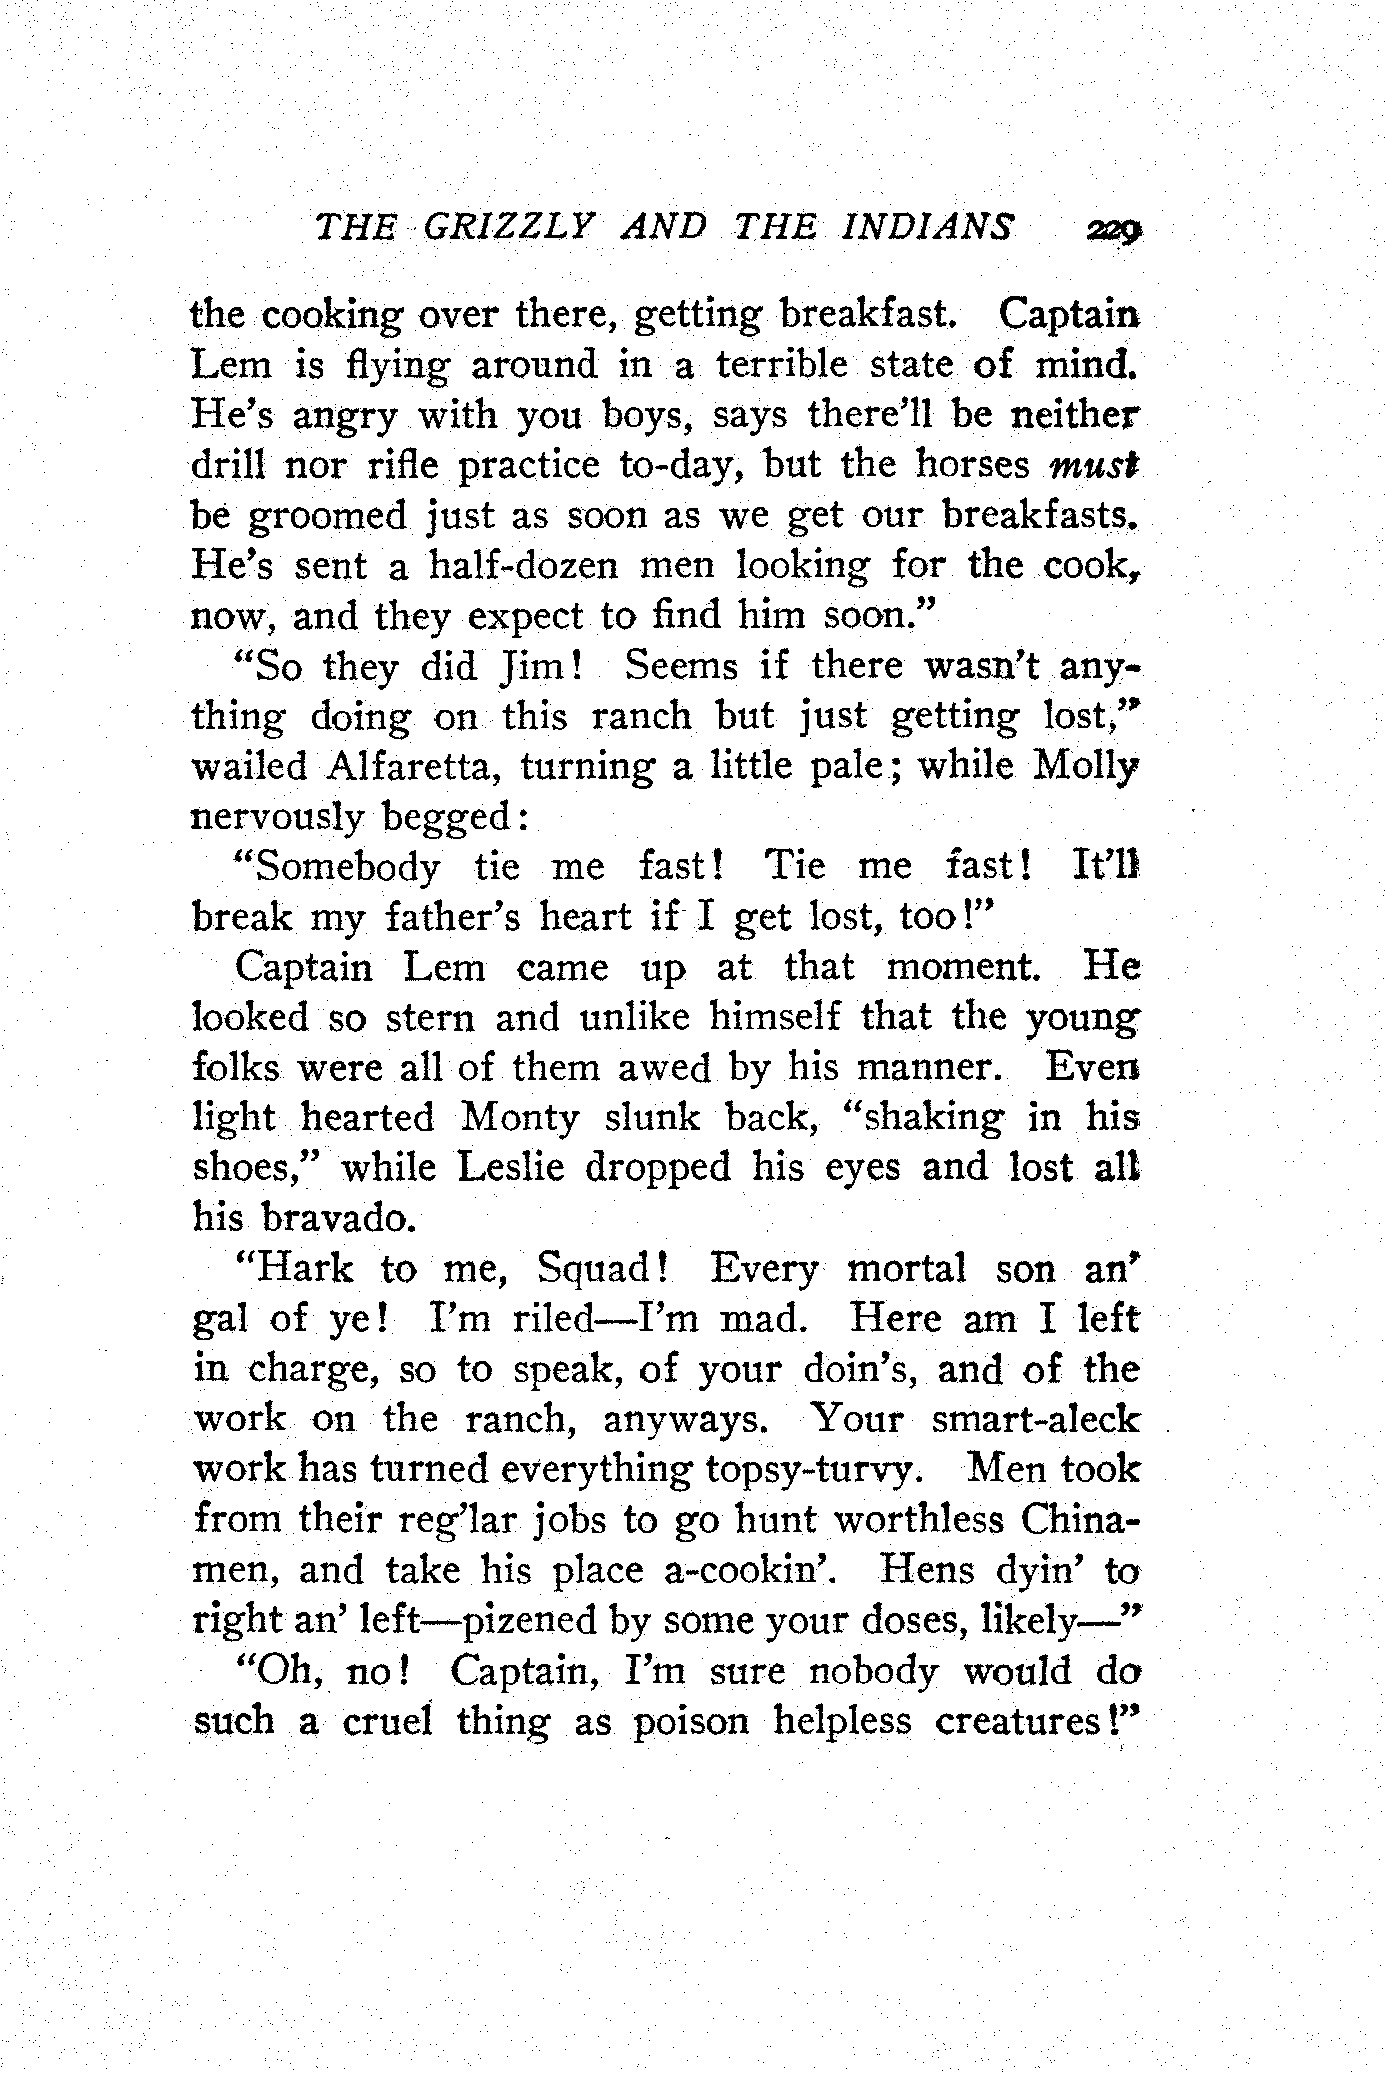 THE GRIZZLY AND THE INDIANS 229
the cooking over there, getting breakfast. Captain
Lem is flying around in a terrible state of mind.
He's angry with you boys, says there'll be neither
drill nor rifle practice to-day, but the horses must
be groomed just as soon as we get our breakfasts.
He's sent a half-dozen men looking for the cook,
now, and they expect to find him soon."
"So they did Jim! Seems if there wasn't any-
thing doing on this ranch but just getting lost,"
wailed Alfaretta, turning a little pale; while Molly
nervously begged:
"Somebody tie me fast! Tie me fast! It'll
break my father's heart if I get lost, too!"
Captain Lem came up at that moment. He
looked so stern and unlike himself that the young
folks were all of them awed by his manner. Even
light hearted Monty slunk back, "shaking in his
shoes," while Leslie dropped his eyes and lost all
his bravado.
"Hark to me, Squad! Every mortal son an'
gal of ye! I'm riled—I'm mad. Here am I left
in charge, so to speak, of your doin's, and of the
work on the ranch, anyways. Your smart-aleck
work has turned everything topsy-turvy. Men took
from their reg'lar jobs to go hunt worthless China-
men, and take his place a-cookin'. Hens dyin' to
right an' left—pizened by some your doses, likely—"
"Oh, no! Captain, I'm sure nobody would do
such a cruel thing as poison helpless creatures!"